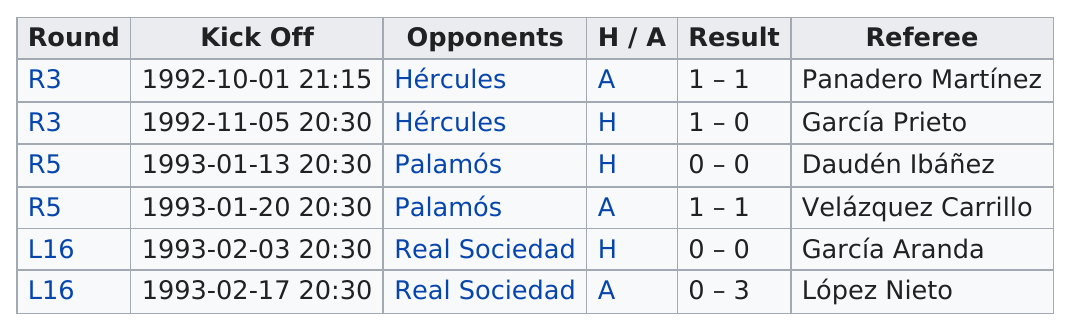 Round Kick Off Opponents H / A Result Referee
R3 1992-10-01 21:15 Hércules A 1 – 1 Panadero Martínez
R3 1992-11-05 20:30 Hércules H 1 – 0 García Prieto
R5 1993-01-13 20:30 Palamós H 0 – 0 Daudén Ibáñez
R5 1993-01-20 20:30 Palamós A 1 – 1 Velázquez Carrillo
L16 1993-02-03 20:30 Real Sociedad H 0 – 0 García Aranda
L16 1993-02-17 20:30 Real Sociedad A 0 – 3 López Nieto